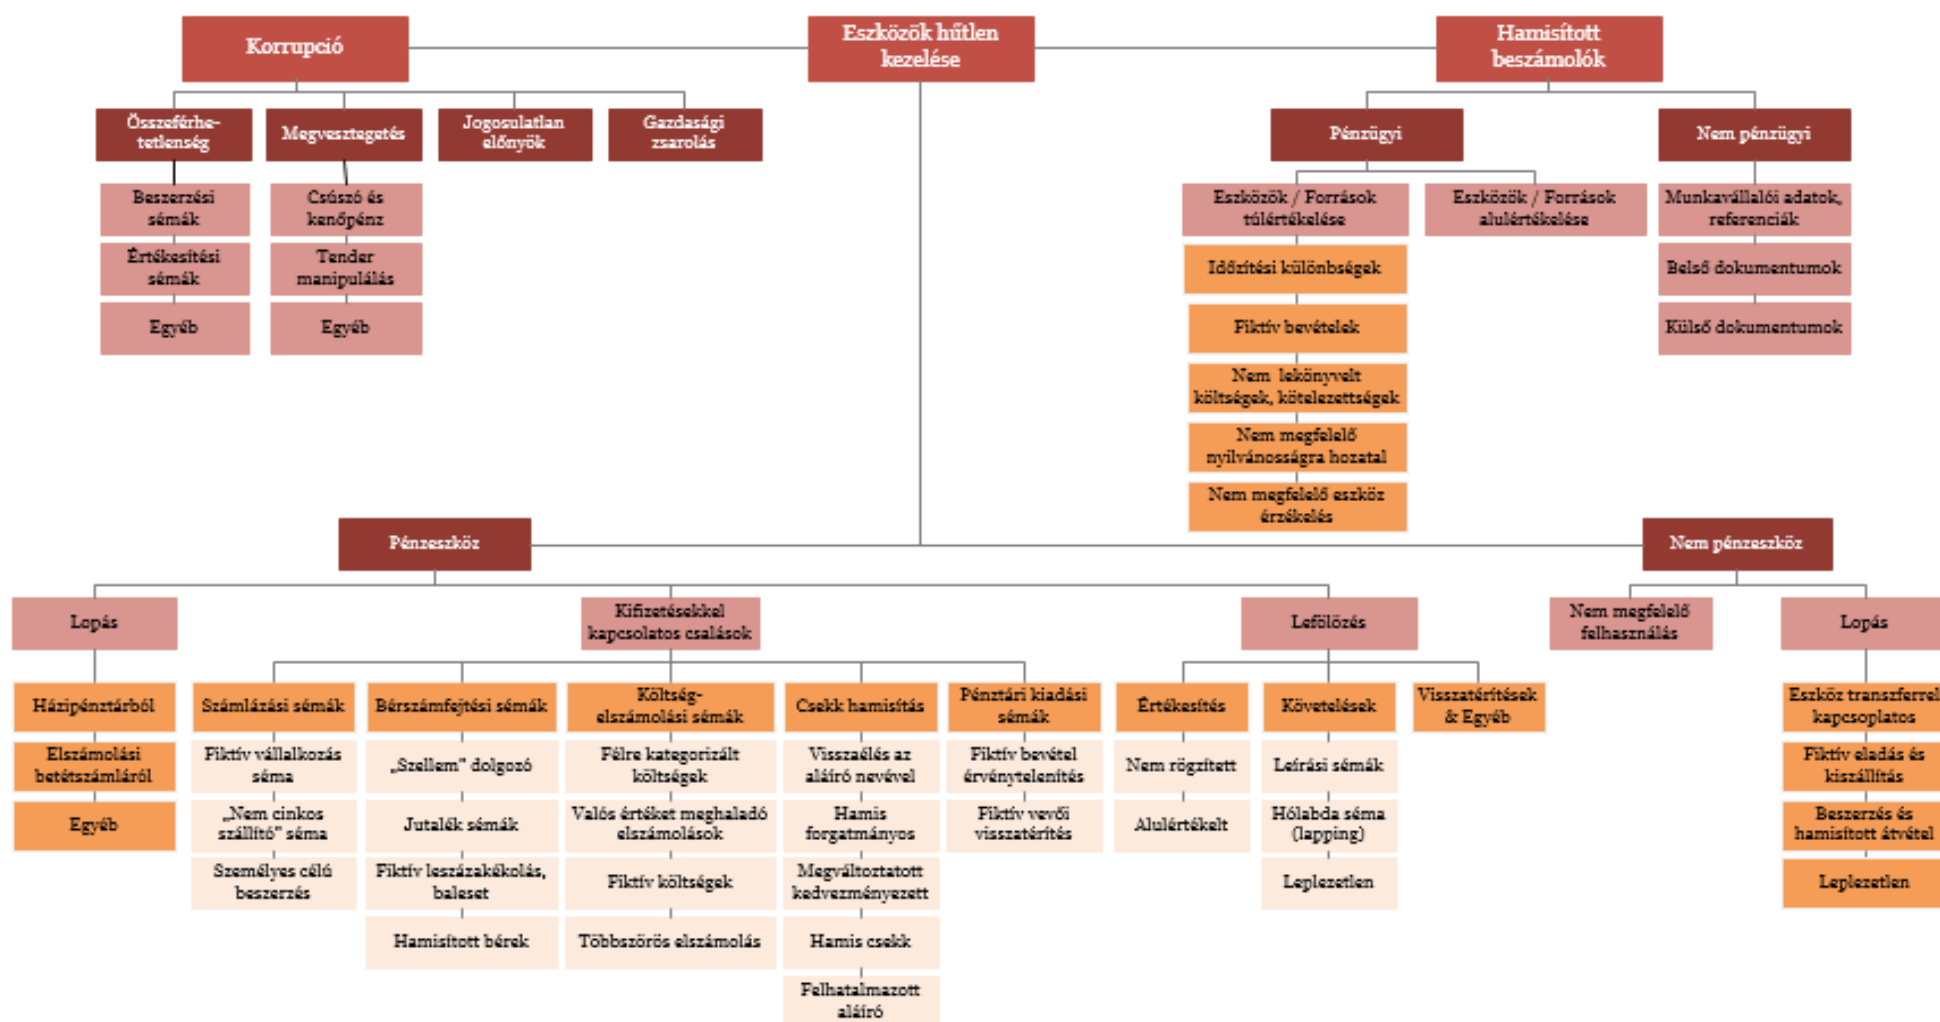 Korrupció
Eszközök hűtlen
kezelése
Hamisított
beszámolók
Összeférhe-
tetlenség
Megvesztegetés
Jogosulatlan
előnyök
Gazdasági
zsarolás
Pénzügyi
Nem pénzügyi
Beszerzési
sémák
Értékesítési
sémák
Egyéb
Csúszó és
kenőpénz
Tender
manipulálás
Egyéb
Eszközök / Források
túlértékelése
Eszközök / Források
alulértékelése
Időzítési különbségek
Fiktív bevételek
Nem lekönyvelt
költségek, kötelezettségek
Nem megfelelő
nyilvánosságra hozatal
Nem megfelelő eszköz
érzékelés
Munkavállalói adatok,
referenciák
Belső dokumentumok
Külső dokumentumok
Pénzeszköz
Nem pénzeszköz
Lopás
Kifizetésekkel
kapcsolatos csalások
Lefölözés
Nem megfelelő
felhasználás
Lopás
Házipénztárból
Elszámolási
betétszámláról
Egyéb
Számlázási sémák
Fiktív vállalkozás
séma
„Nem cinkos
szállító” séma
Személyes célú
beszerzés
Bérszámfejtési sémák
„Szellem” dolgozó
Jutalék sémák
Fiktív leszázakékolás,
baleset
Hamisított bérek
Költség-
elszámolási sémák
Félre kategorizált
költségek
Valós értéket meghaladó
elszámolások
Fiktív költségek
Többszörös elszámolás
Csekk hamisítás
Visszaélés az
aláíró nevével
Hamis
forgatmányos
Megváltoztatott
kedvezményezett
Hamis csekk
Felhatalmazott
aláíró
Pénztári kiadási
sémák
Fiktív bevétel
érvénytelenítés
Fiktív vevői
visszatérítés
Értékesítés
Nem rögzített
Alulértékelt
Követelések
Leírási sémák
Hólabda séma
(lapping)
Leplezetlen
Visszatérítések
& Egyéb
Eszköz transzferrel
kapcsoplatos
Fiktív eladás és
kiszállítás
Beszerzés és
hamisított átvétel
Leplezetlen